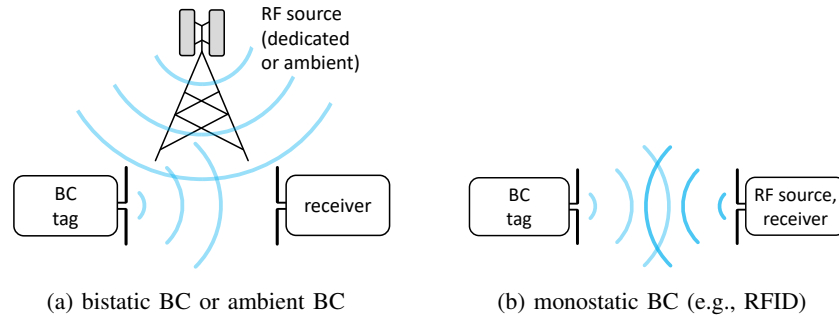 RF source
(dedicated
or ambient)
BC
tag
receiver
BC
tag
RF source,
receiver
(a) bistatic BC or ambient BC
(b) monostatic BC (e.g., RFID)